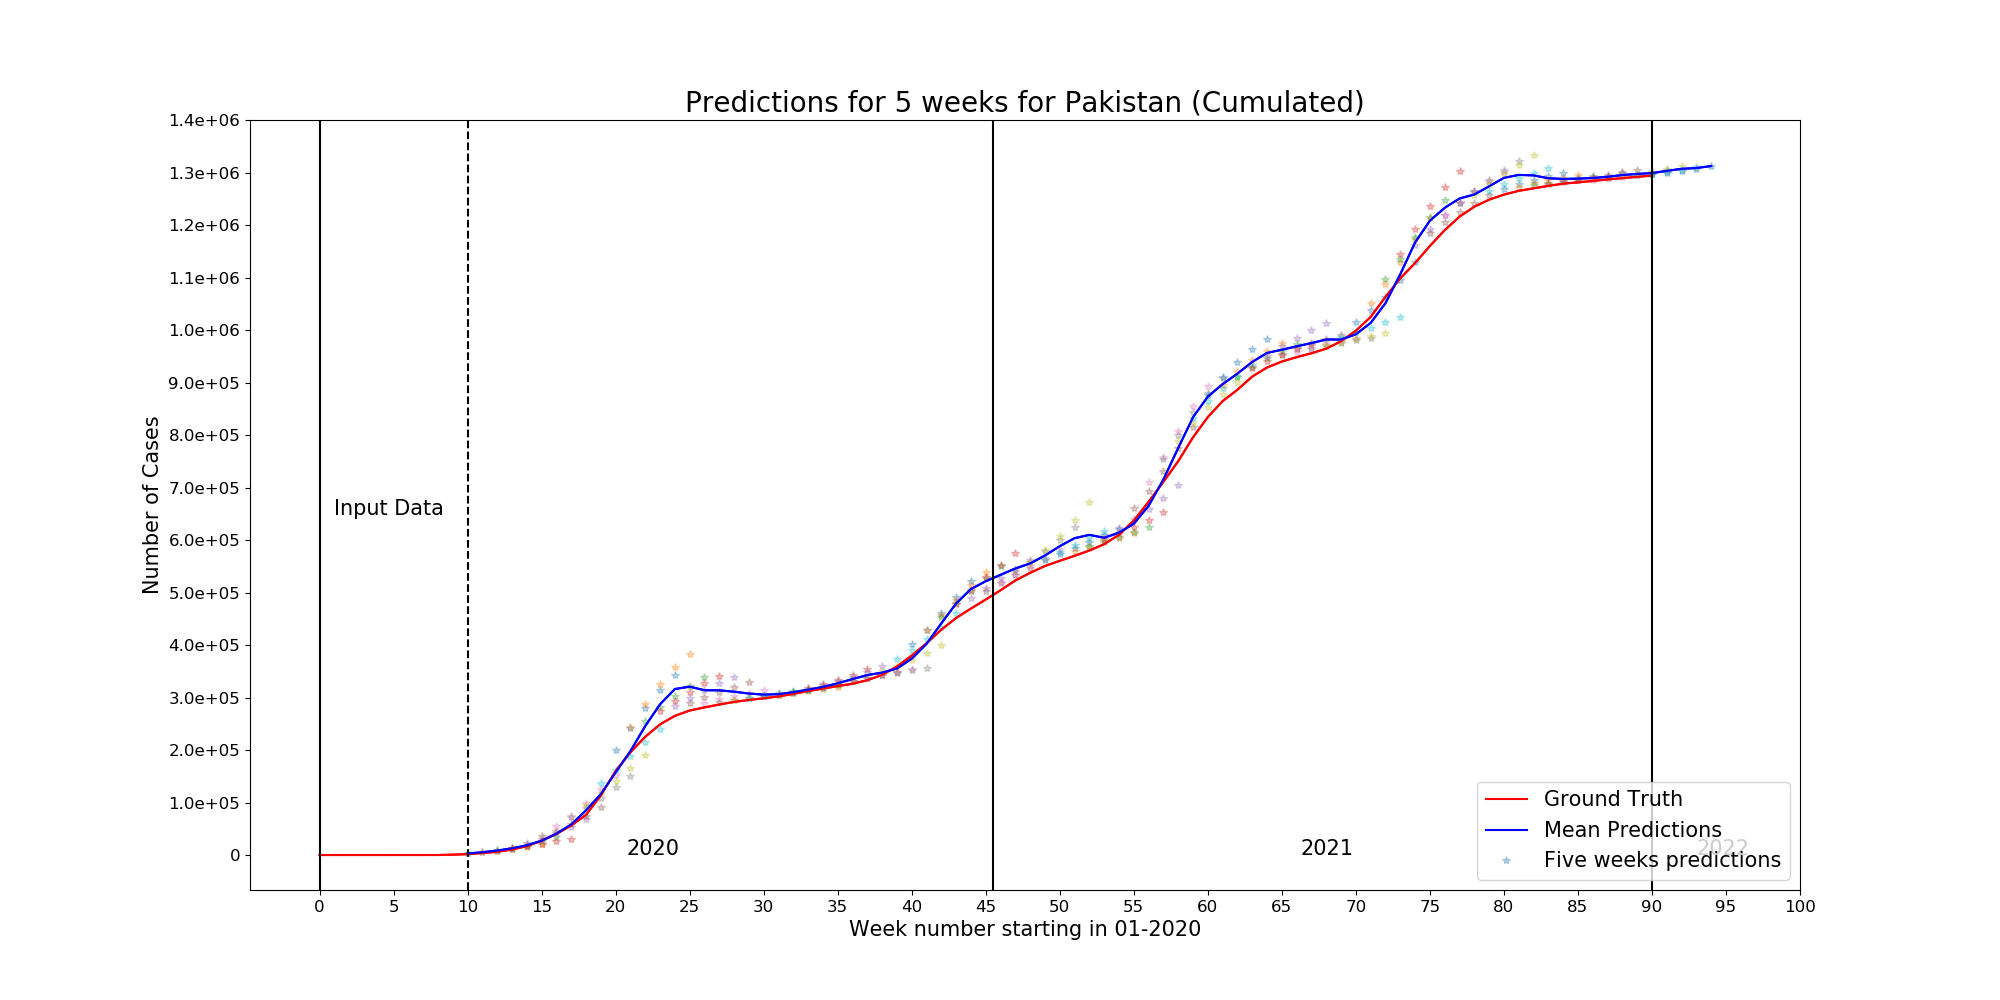 Predictions for 5 weeks for Pakistan (Cumulated)
1.4e+06
1.3e+06
1.2e+06
1.1e+06
1.0e+06
9.0e+05
8.0e+05
7.0e+05
6.0e+05
5.0e+05
4.0e+05
3.0e+05
2.0e+05
1.0e+05
0
Number of Cases
Input Data
2020
2021
2022
Ground Truth
Mean Predictions
Five weeks predictions
0 5 10 15 20 25 30 35 40 45 50 55 60 65 70 75 80 85 90 95 100
Week number starting in 01-2020